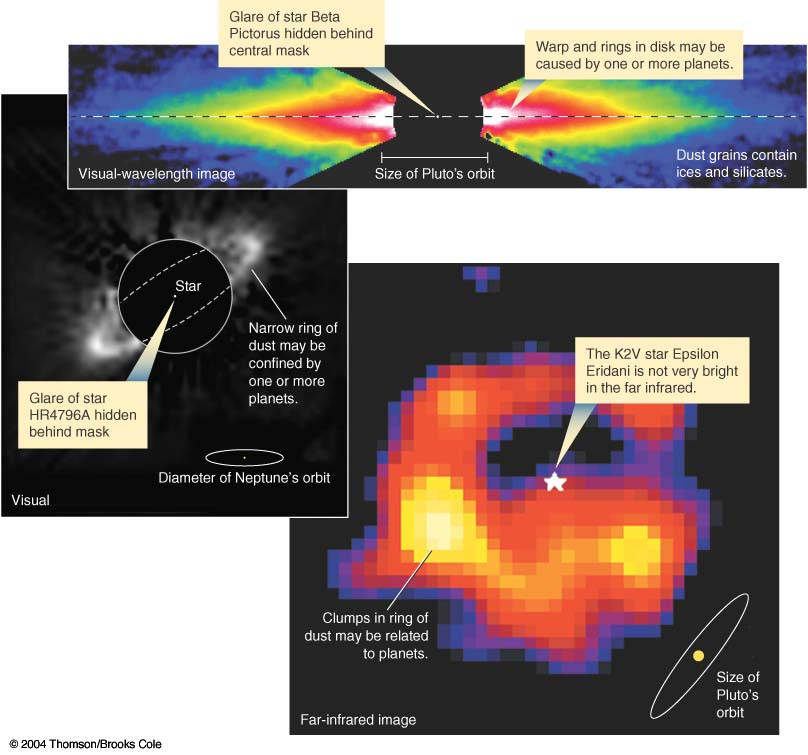 Glare of star Beta
Pictorus hidden behind
central mask
Warp and rings in disk may be
caused by one or more planets.
Visual-wavelength image
Size of Pluto's orbit
Dust grains contain
ices and silicates.
Star
Narrow ring of
dust may be
confined by
one or more
planets.
Glare of star
HR4796A hidden
behind mask
Diameter of Neptune's orbit
Visual
The K2V star Epsilon
Eridani is not very bright
in the far infrared.
Clumps in ring of
dust may be related
to planets.
Size of
Pluto's
orbit
Far-infrared image
© 2004 Thomson/Brooks Cole